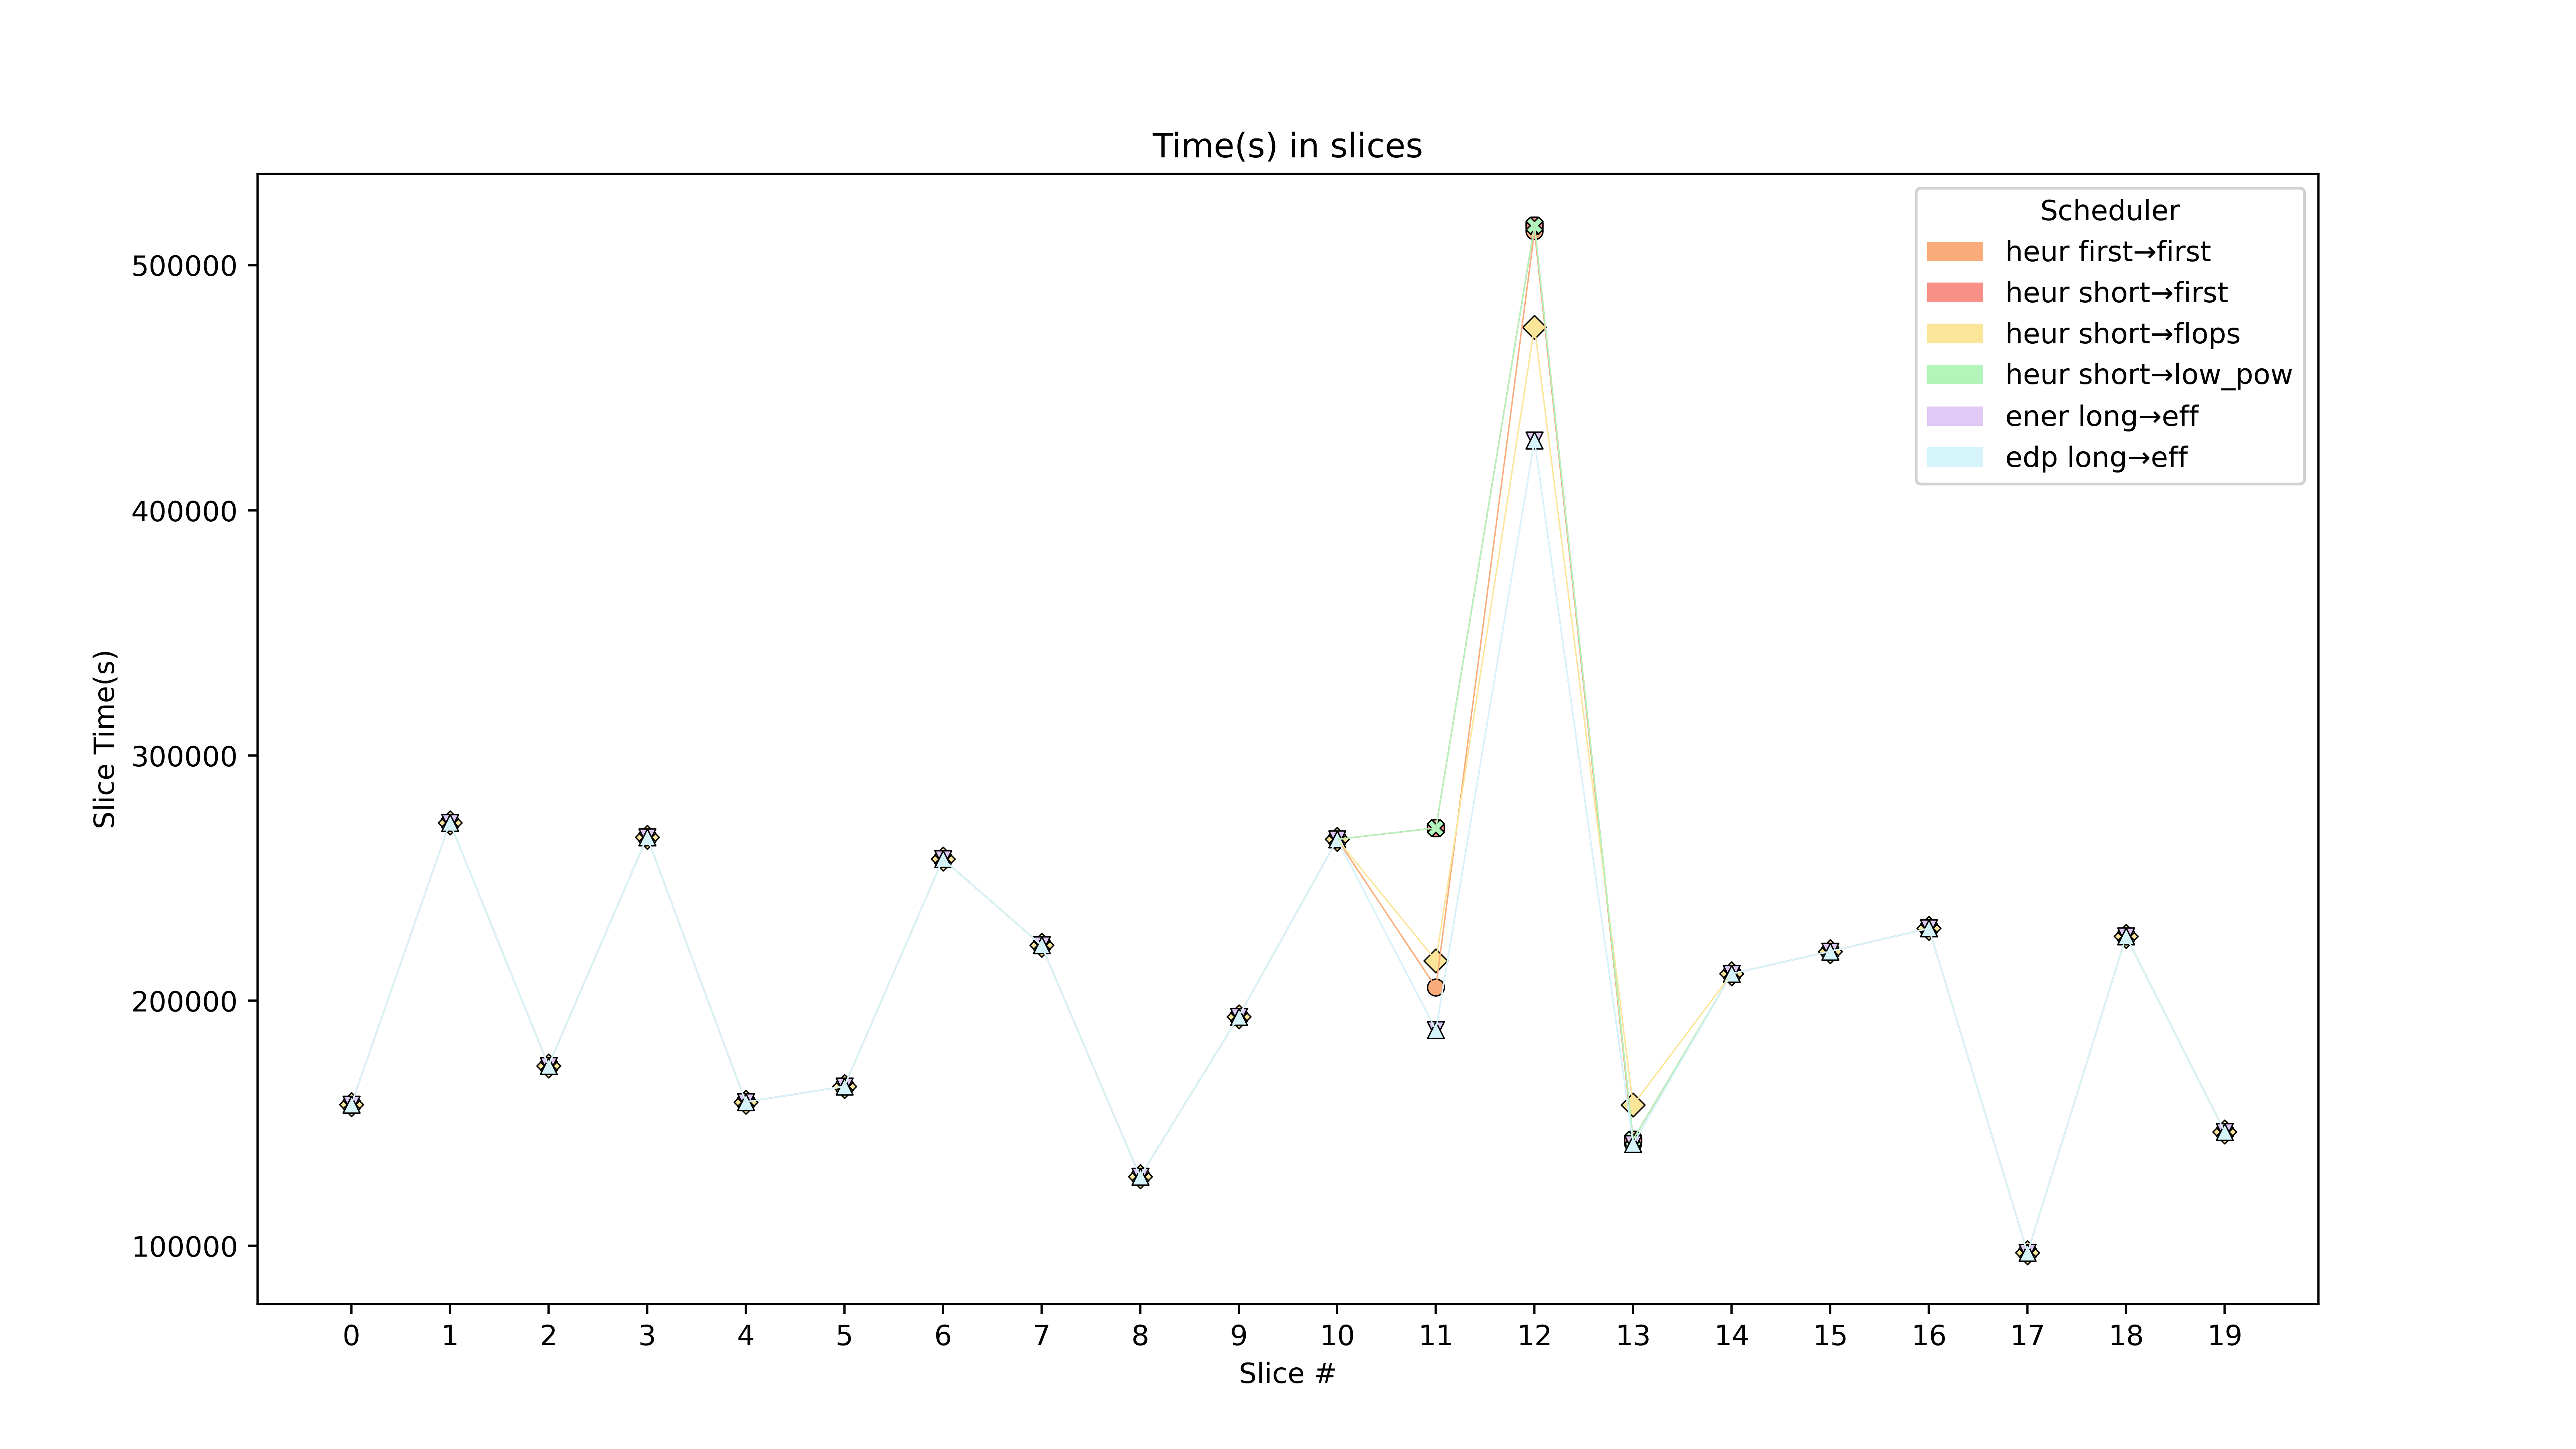 Time(s) in slices
Scheduler
heur first→first
heur short→first
heur short→flops
heur short→low_pow
ener long→eff
edp long→eff
500000
400000
300000
200000
100000
Slice Time(s)
0 1 2 3 4 5 6 7 8 9 10 11 12 13 14 15 16 17 18 19
Slice #